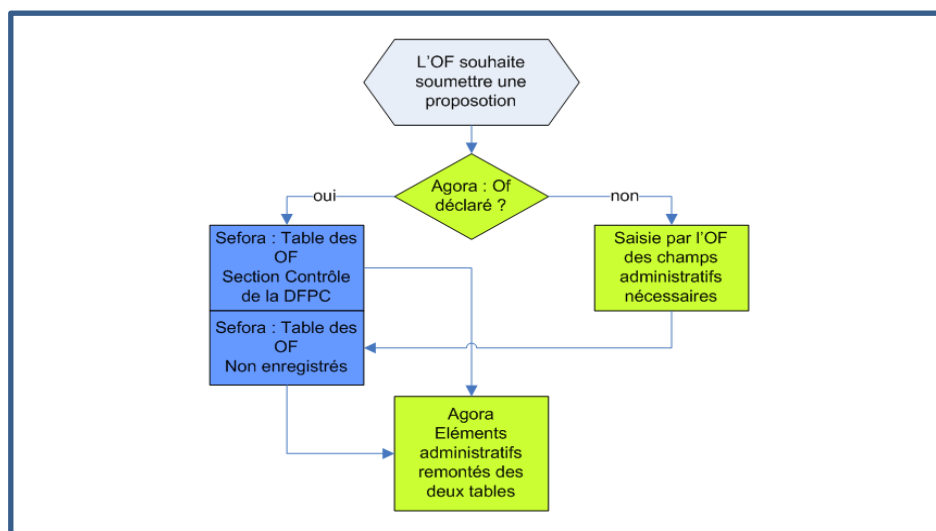 L'OF souhaite
soumettre une
proposotion
Agora : Of
déclaré ?
oui
non
Sefora : Table des
OF
Section Contrôle
de la DFPC
Saisie par l'OF
des champs
administratifs
nécessaires
Sefora : Table des
OF
Non enregistrés
Agora
Eléments
administratifs
remontés des
deux tables